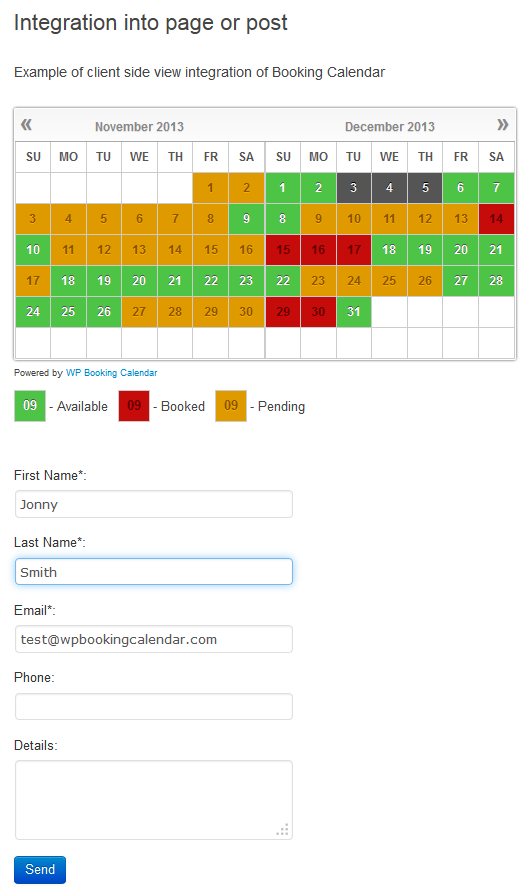 Integration into page or post
Example of client side view integration of Booking Calendar
« November 2013 December 2013 »
SU MO TU WE TH FR SA SU MO TU WE TH FR SA
1 2 1 2 3 4 5 6 7
3 4 5 6 7 8 9 8 9 10 11 12 13 14
10 11 12 13 14 15 16 15 16 17 18 19 20 21
17 18 19 20 21 22 23 22 23 24 25 26 27 28
24 25 26 27 28 29 30 29 30 31
Powered by WP Booking Calendar
09 - Available 09 - Booked 09 - Pending
First Name*:
Jonny
Last Name*:
Smith
Email*:
test@wpbookingcalendar.com
Phone:
Details:
Send